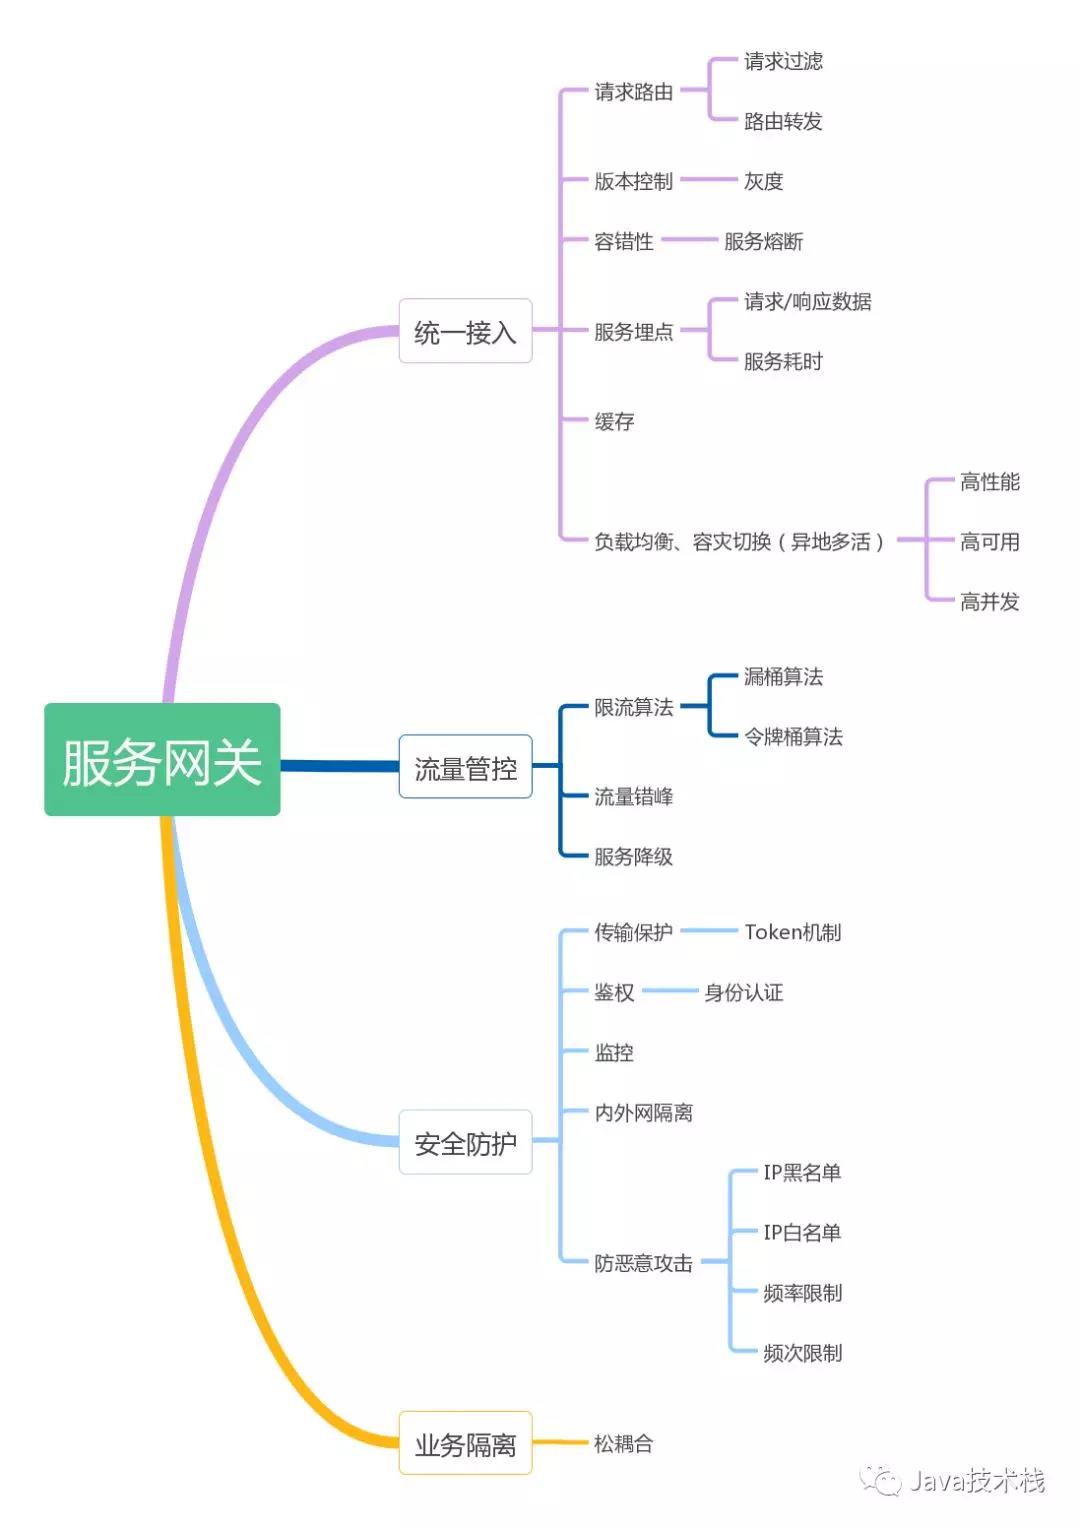 请求过滤
请求路由
路由转发
版本控制
灰度
容错性
服务熔断
请求/响应数据
统一接入
服务埋点
服务耗时
缓存
高性能
负载均衡、容灾切换（异地多活）
高可用
高并发
漏桶算法
限流算法
令牌桶算法
服务网关
流量管控
流量错峰
服务降级
传输保护
Token机制
鉴权
身份认证
监控
内外网隔离
安全防护
IP黑名单
IP白名单
防恶意攻击
频率限制
频次限制
业务隔离
松耦合
Java技术栈